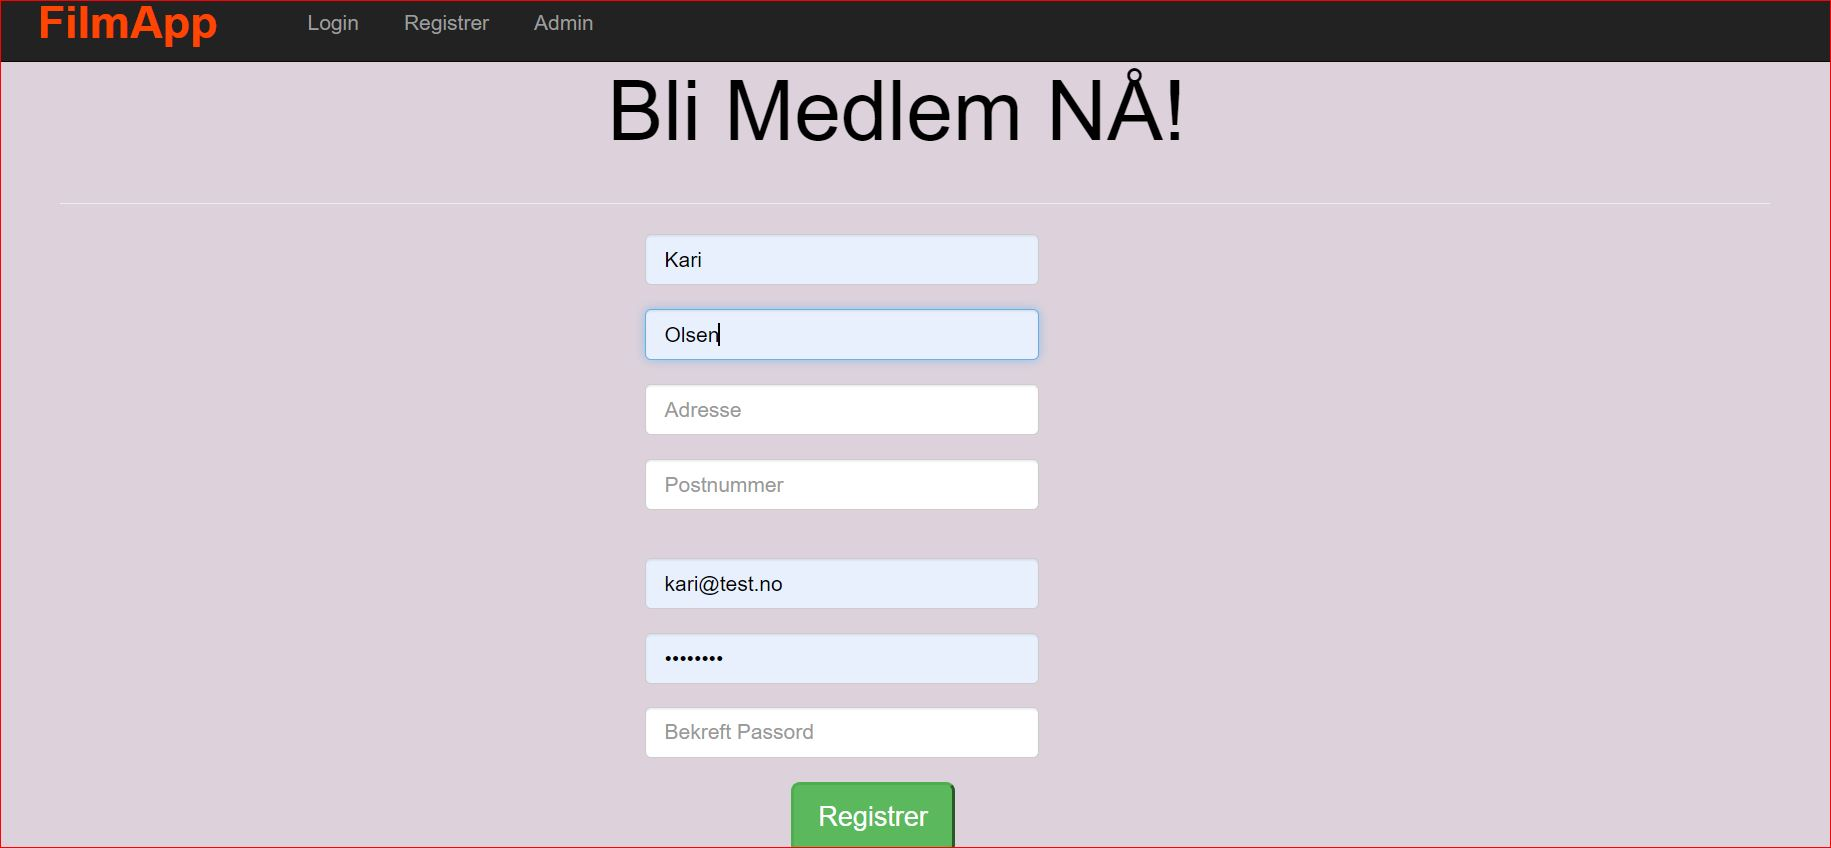 FilmApp Login Registrer Admin
Bli Medlem NÅ!
Kari
Olsen
Adresse
Postnummer
kari@test.no
••••••••
Bekreft Passord
Registrer